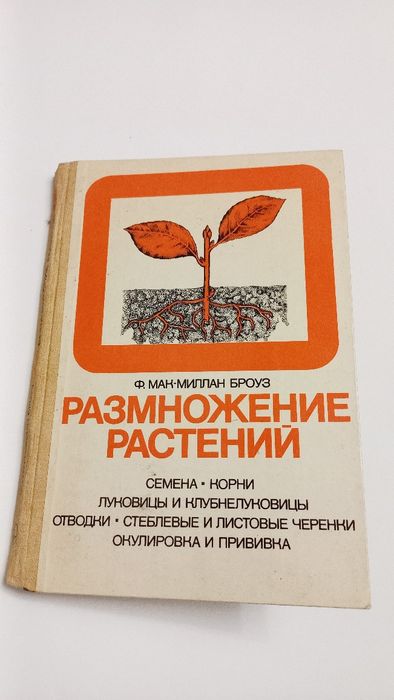 Ф. МАК-МИЛЛАН БРОУЗ
РАЗМНОЖЕНИЕ
РАСТЕНИЙ
СЕМЕНА • КОРНИ
ЛУКОВИЦЫ И КЛУБНЕЛУКОВИЦЫ
ОТВОДКИ • СТЕБЛЕВЫЕ И ЛИСТОВЫЕ ЧЕРЕНКИ
ОКУЛИРОВКА И ПРИВИВКА